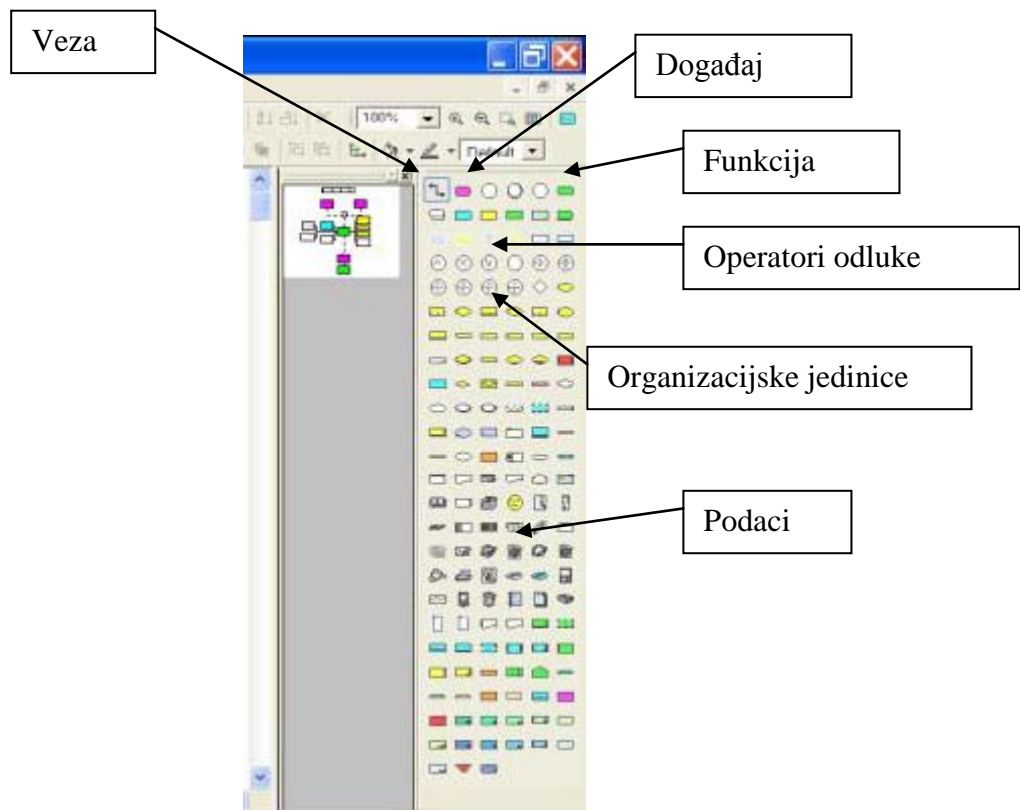 Veza
Događaj
100%
Default
Funkcija
Operatori odluke
Organizacijske jedinice
Podaci